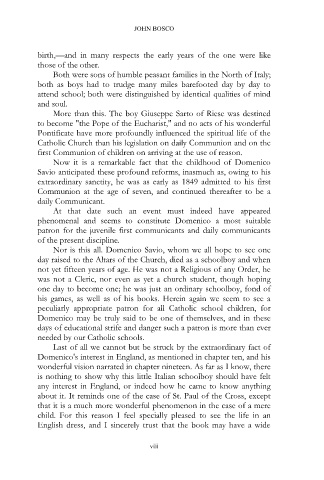 JOHN BOSCO
birth,—and in many respects the early years of the one were like
those of the other.
Both were sons of humble peasant families in the North of Italy;
both as boys had to trudge many miles barefooted day by day to
attend school; both were distinguished by identical qualities of mind
and soul.
More than this. The boy Giuseppe Sarto of Riese was destined
to become "the Pope of the Eucharist," and no acts of his wonderful
Pontificate have more profoundly influenced the spiritual life of the
Catholic Church than his legislation on daily Communion and on the
first Communion of children on arriving at the use of reason.
Now it is a remarkable fact that the childhood of Domenico
Savio anticipated these profound reforms, inasmuch as, owing to his
extraordinary sanctity, he was as early as 1849 admitted to his first
Communion at the age of seven, and continued thereafter to be a
daily Communicant.
At that date such an event must indeed have appeared
phenomenal and seems to constitute Domenico a most suitable
patron for the juvenile first communicants and daily communicants
of the present discipline.
Nor is this all. Domenico Savio, whom we all hope to see one
day raised to the Altars of the Church, died as a schoolboy and when
not yet fifteen years of age. He was not a Religious of any Order, he
was not a Cleric, nor even as yet a church student, though hoping
one day to become one; he was just an ordinary schoolboy, fond of
his games, as well as of his books. Herein again we seem to see a
peculiarly appropriate patron for all Catholic school children, for
Domenico may be truly said to be one of themselves, and in these
days of educational strife and danger such a patron is more than ever
needed by our Catholic schools.
Last of all we cannot but be struck by the extraordinary fact of
Domenico's interest in England, as mentioned in chapter ten, and his
wonderful vision narrated in chapter nineteen. As far as I know, there
is nothing to show why this little Italian schoolboy should have felt
any interest in England, or indeed how he came to know anything
about it. It reminds one of the case of St. Paul of the Cross, except
that it is a much more wonderful phenomenon in the case of a mere
child. For this reason I feel specially pleased to see the life in an
English dress, and I sincerely trust that the book may have a wide
viii